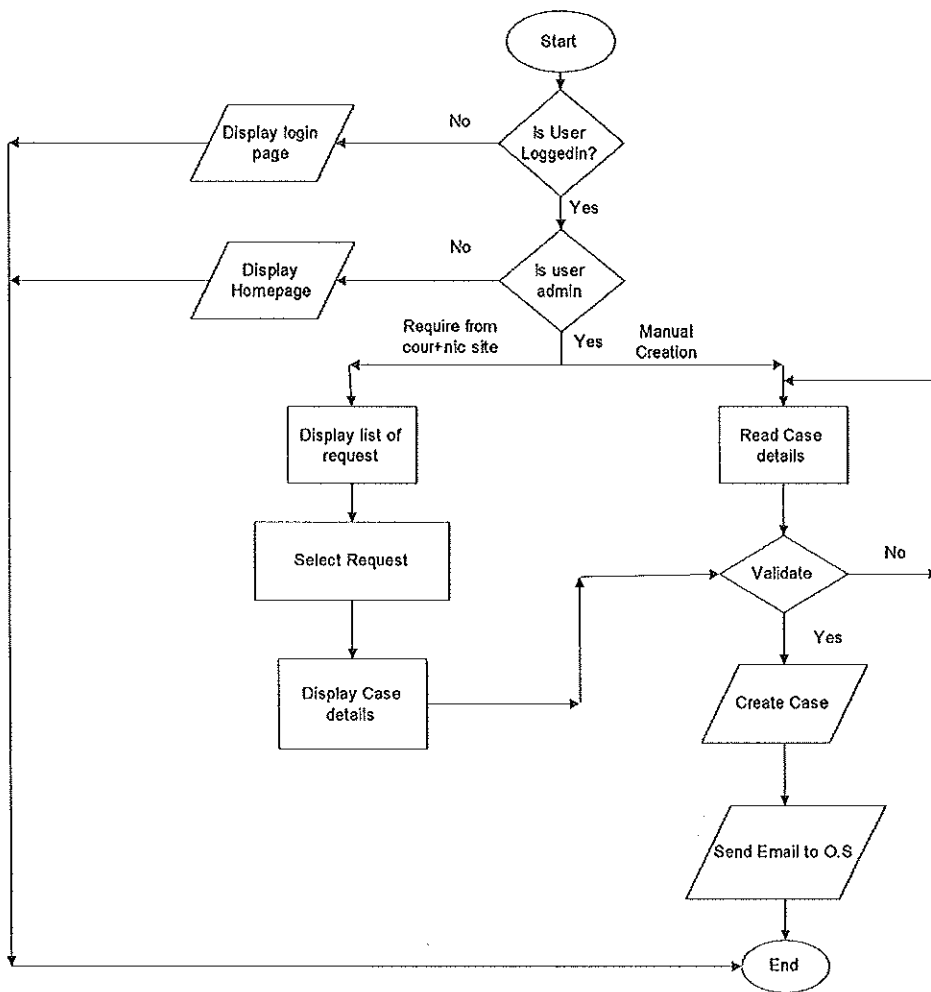 Start
No
Display login
page
Is User
Loggedin?
Yes
No
Display
Homepage
Is user
admin
Require from
cour+nic site
Yes
Manual
Creation
Display list of
request
Read Case
details
Select Request
Validate
No
Yes
Display Case
details
Create Case
Send Email to O.S
End